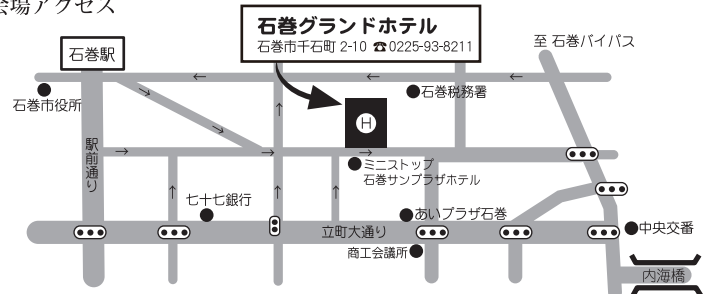 会場アクセス
石巻グランドホテル
石巻市千石町 2-10 ☎0225-93-8211
石巻駅
至 石巻バイパス
石巻市役所
石巻税務署
H
駅前通り
ミニストップ
石巻サンプラザホテル
七十七銀行
あいプラザ石巻
立町大通り
中央交番
商工会議所
内海橋